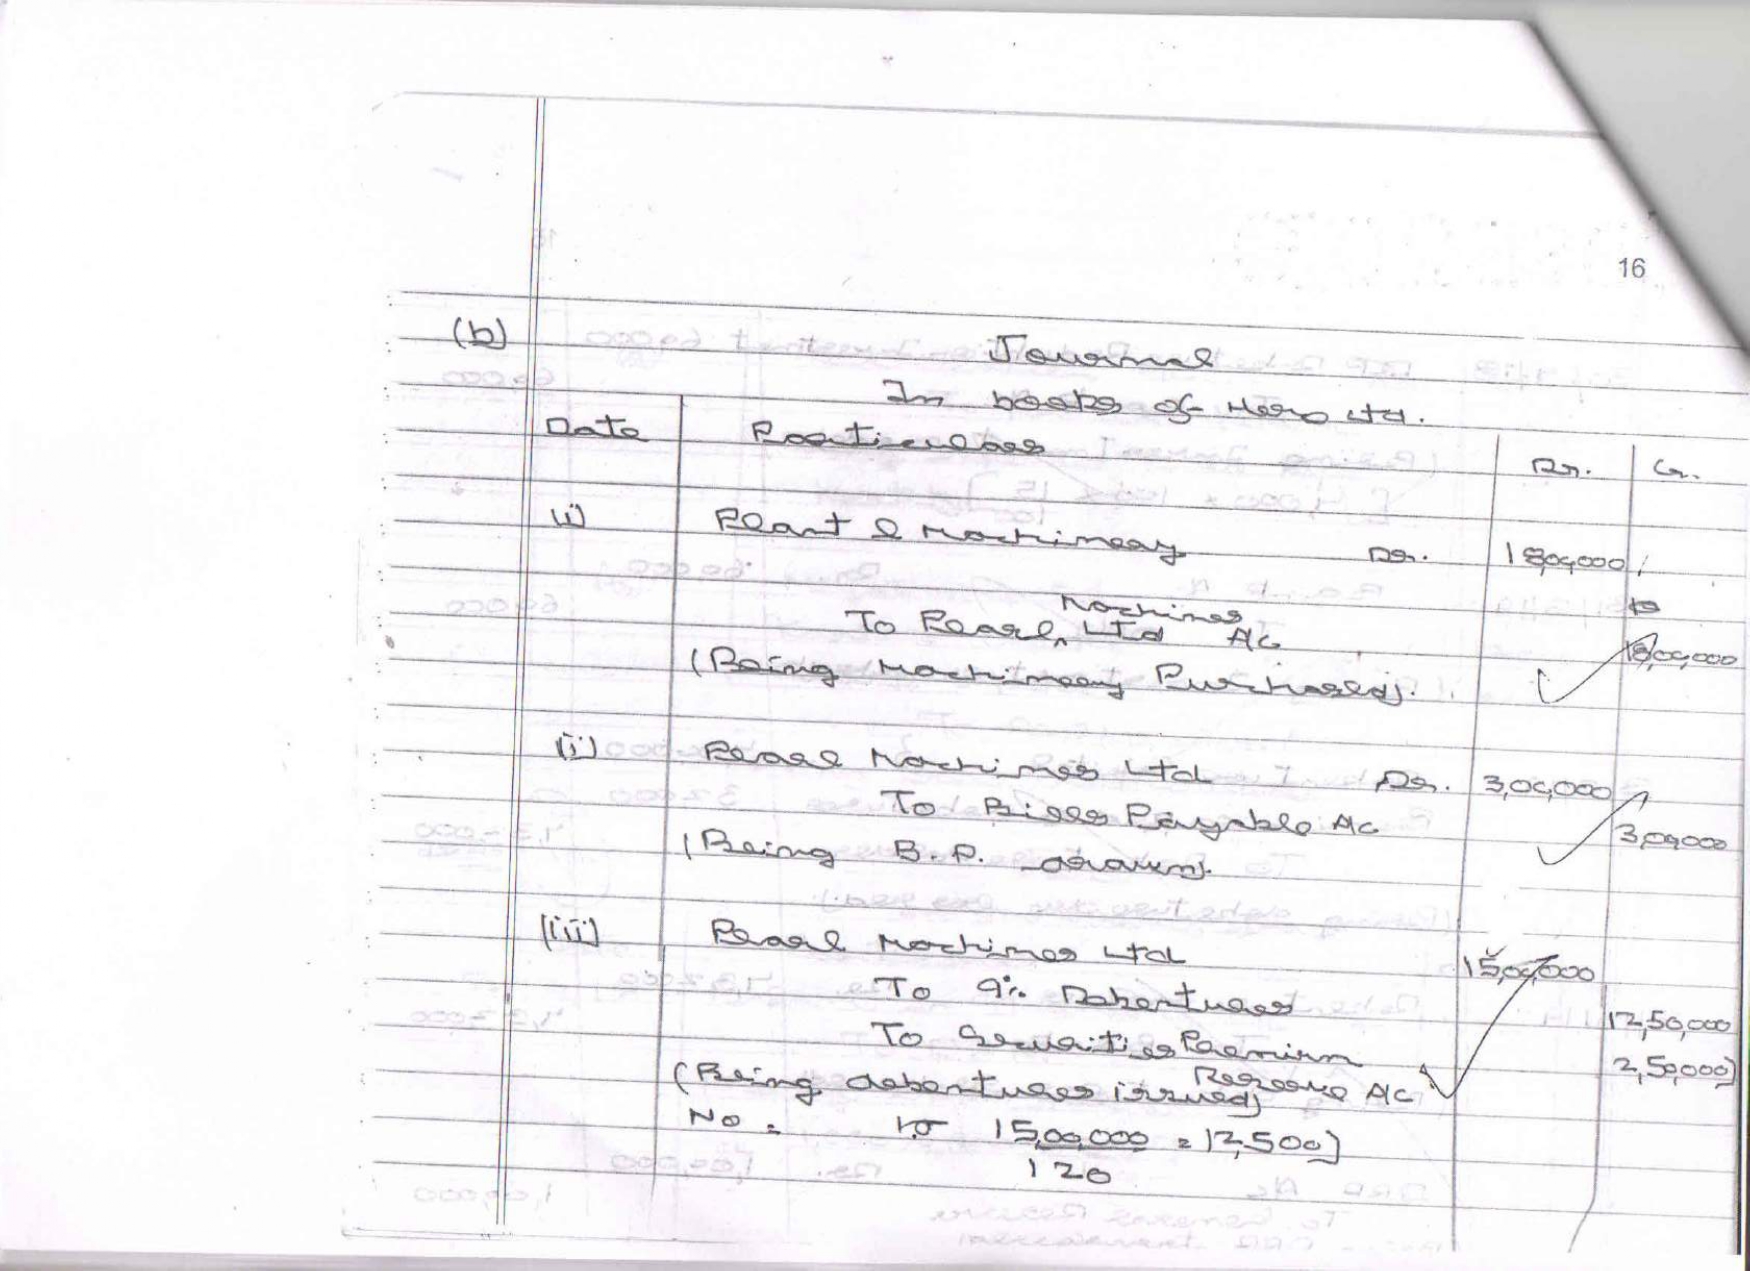 16
(b) Journal
In books of Hero Ltd.
Date Particulars Dr. Cr.
(i) Plant & Machinery Dr. 18,00,000
To Pearl Machines Ltd A/c 18,00,000
(Being Machinery Purchased).
(ii) Pearl Machines Ltd Dr. 3,00,000
To Bills Payable A/c 3,00,000
(Being B.P. drawn).
(iii) Pearl Machines Ltd 15,00,000
To 9% Debentures 12,50,000
To Securities Premium Reserve A/c 2,50,000
(Being debentures issued)
No = 15,00,000 = 12,500]
120